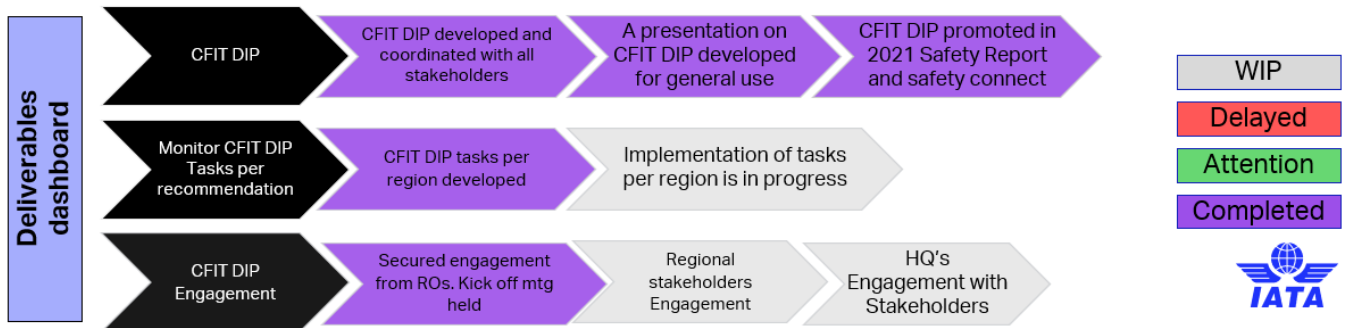 Deliverables
dashboard
CFIT DIP
CFIT DIP developed and
coordinated with all
stakeholders
A presentation on
CFIT DIP developed
for general use
CFIT DIP promoted in
2021 Safety Report
and safety connect
Monitor CFIT DIP
Tasks per
recommendation
CFIT DIP tasks per
region developed
Implementation of tasks
per region is in progress
CFIT DIP
Engagement
Secured engagement
from ROs. Kick off mtg
held
Regional
stakeholders
Engagement
HQ's
Engagement with
Stakeholders
WIP
Delayed
Attention
Completed
IATA